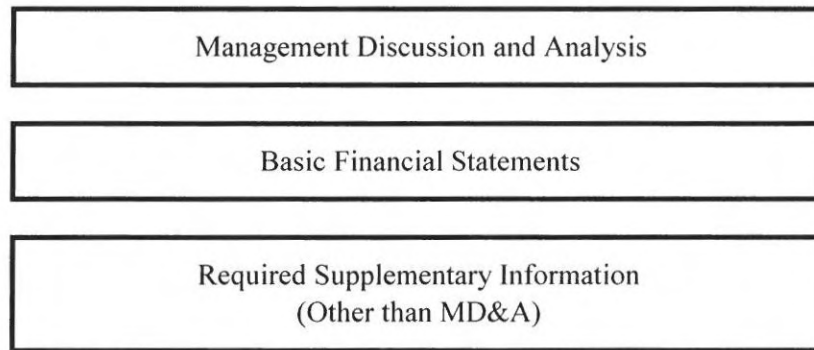 Management Discussion and Analysis
Basic Financial Statements
Required Supplementary Information
(Other than MD&A)